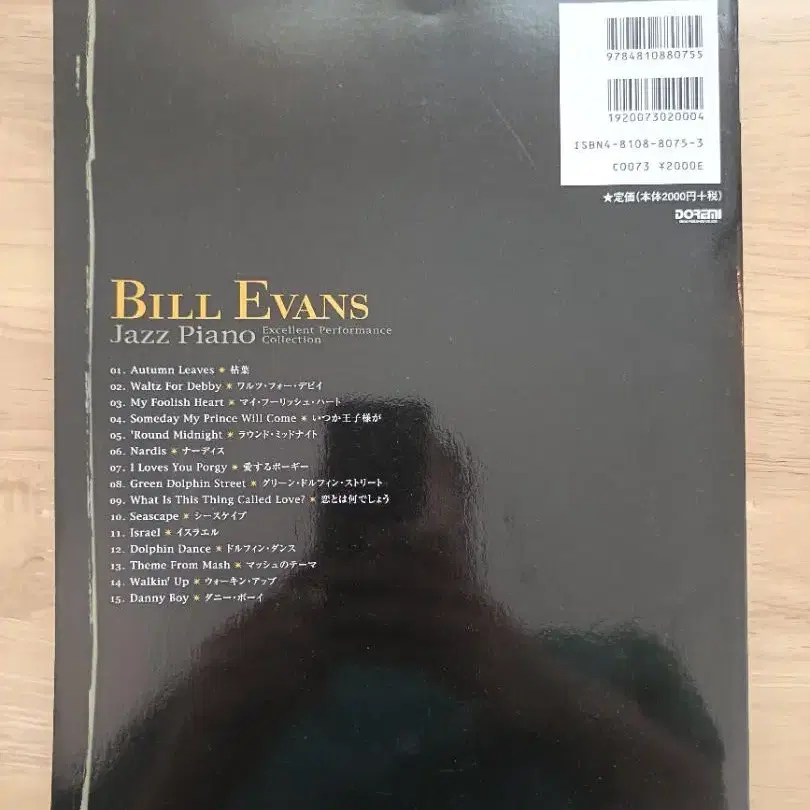 9784810880755
1920073020004
ISBN4-8108-8075-3
C0073 ¥2000E
★定価(本体2000円+税)
DOREMI
BILL EVANS
Jazz Piano Excellent Performance Collection
01. Autumn Leaves ★ 枯葉
02. Waltz For Debby ★ ワルツ・フォー・デビイ
03. My Foolish Heart ★ マイ・フーリッシュ・ハート
04. Someday My Prince Will Come ★ いつか王子様が
05. 'Round Midnight ★ ラウンド・ミッドナイト
06. Nardis ★ ナーディス
07. I Loves You Porgy ★ 愛するポーギー
08. Green Dolphin Street ★ グリーン・ドルフィン・ストリート
09. What Is This Thing Called Love? ★ 恋とは何でしょう
10. Seascape ★ シースケイプ
11. Israel ★ イスラエル
12. Dolphin Dance ★ ドルフィン・ダンス
13. Theme From Mash ★ マッシュのテーマ
14. Walkin' Up ★ ウォーキン・アップ
15. Danny Boy ★ ダニー・ボーイ